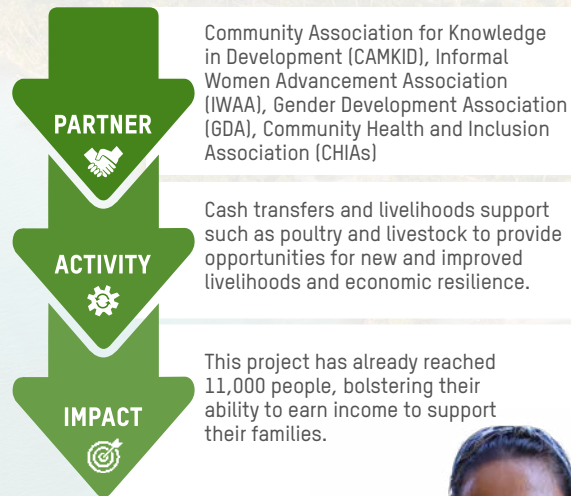 PARTNER
Community Association for Knowledge
in Development (CAMKID), Informal
Women Advancement Association
(IWAA), Gender Development Association
(GDA), Community Health and Inclusion
Association (CHIAs)
ACTIVITY
Cash transfers and livelihoods support
such as poultry and livestock to provide
opportunities for new and improved
livelihoods and economic resilience.
IMPACT
This project has already reached
11,000 people, bolstering their
ability to earn income to support
their families.